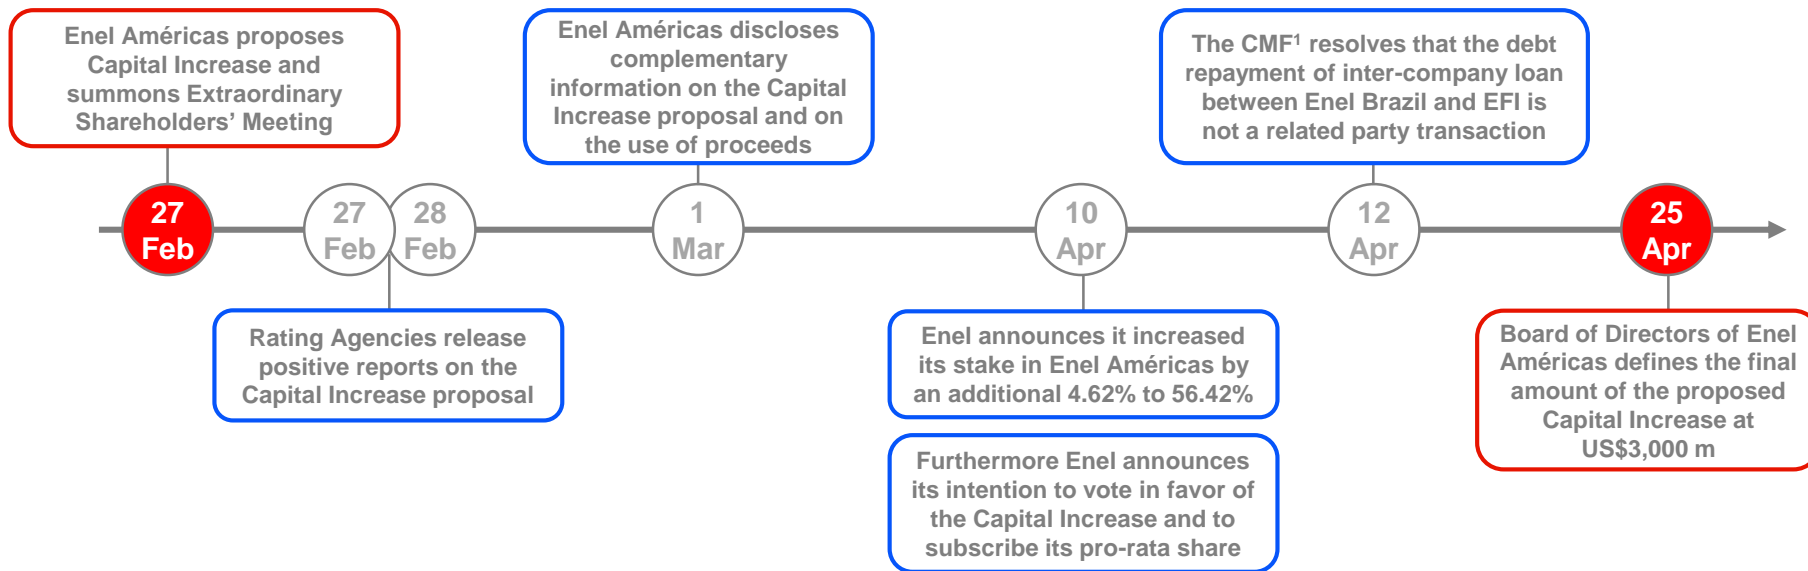 Enel Américas proposes
Capital Increase and
summons Extraordinary
Shareholders' Meeting
Enel Américas discloses
complementary
information on the Capital
Increase proposal and on
the use of proceeds
The CMF¹ resolves that the debt
repayment of inter-company loan
between Enel Brazil and EFI is
not a related party transaction
27
Feb
27
Feb
28
Feb
1
Mar
10
Apr
12
Apr
25
Apr
Rating Agencies release
positive reports on the
Capital Increase proposal
Enel announces it increased
its stake in Enel Américas by
an additional 4.62% to 56.42%
Furthermore Enel announces
its intention to vote in favor of
the Capital Increase and to
subscribe its pro-rata share
Board of Directors of Enel
Américas defines the final
amount of the proposed
Capital Increase at
US$3,000 m